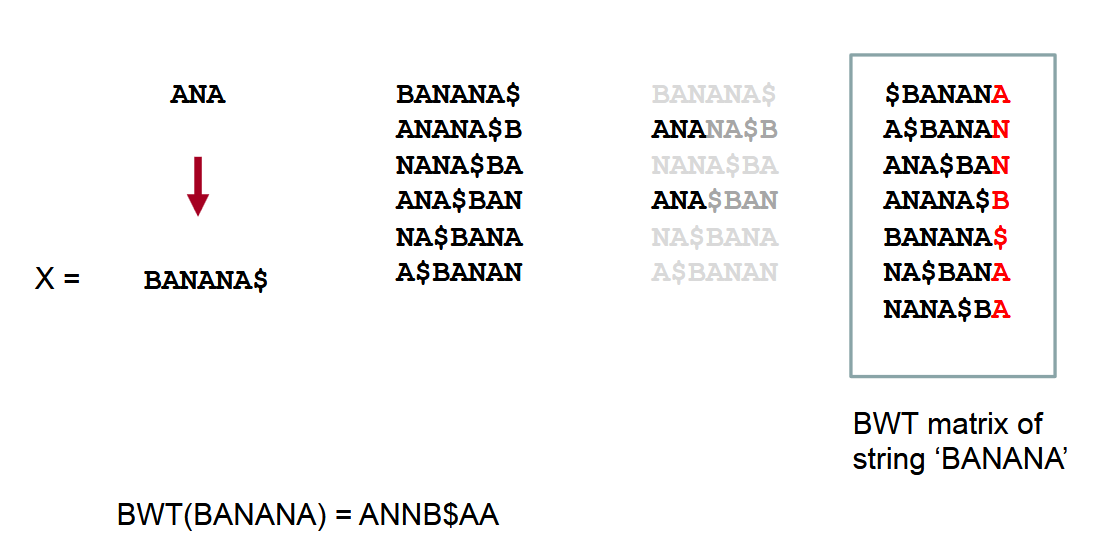 ANA
X =
BANANA$
BANANA$
ANANA$B
NANA$BA
ANA$BAN
NA$BANA
A$BANAN
BANANA$
ANANA$B
NANA$BA
ANA$BAN
NA$BANA
A$BANAN
$BANANA
A$BANAN
ANA$BAN
ANANA$B
BANANA$
NA$BANA
NANA$BA
BWT matrix of
string ‘BANANA’
BWT(BANANA) = ANNB$AA